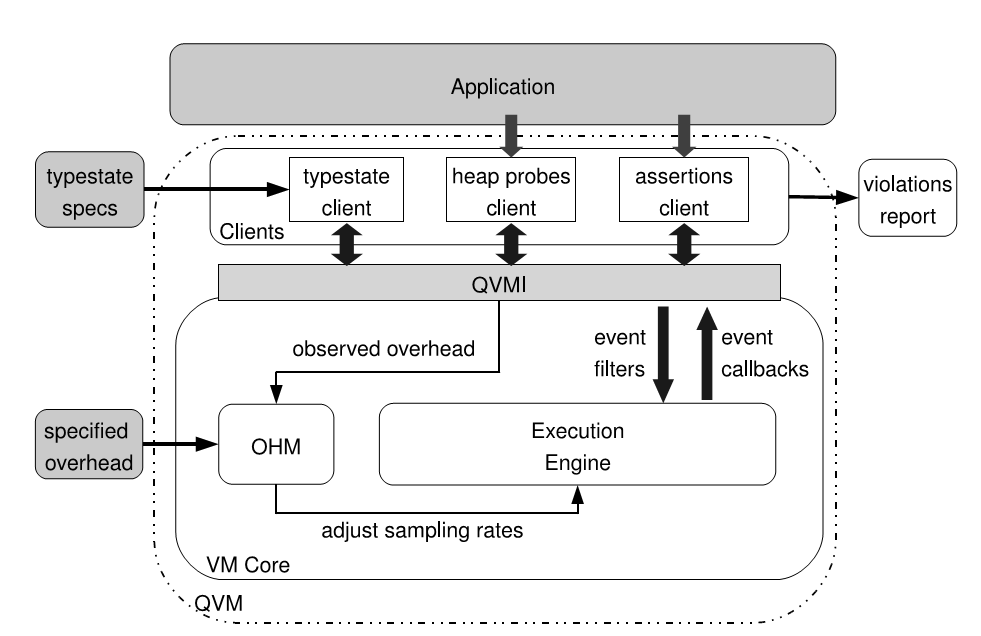 Application
typestate
specs
typestate
client
heap probes
client
assertions
client
Clients
violations
report
QVMI
observed overhead
event
filters
event
callbacks
specified
overhead
OHM
Execution
Engine
adjust sampling rates
VM Core
QVM